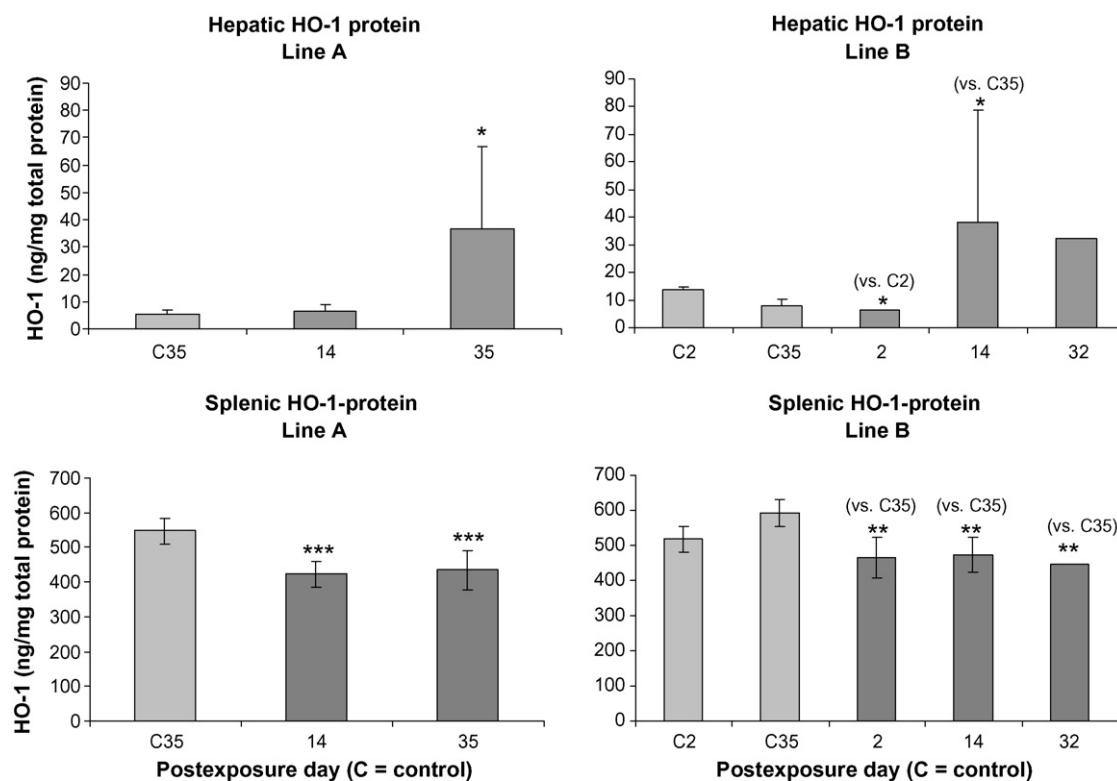 Hepatic HO-1 protein
Line A
HO-1 (ng/mg total protein)
90
80
70
60
50
40
30
20
10
0
*
C35 14 35
Hepatic HO-1 protein
Line B
90
80
70
60
50
40
30
20
10
0
(vs. C35)
*
(vs. C2)
*
C2 C35 2 14 32
Splenic HO-1-protein
Line A
HO-1 (ng/mg total protein)
700
600
500
400
300
200
100
0
*** ***
C35 14 35
Postexposure day (C = control)
Splenic HO-1-protein
Line B
700
600
500
400
300
200
100
0
(vs. C35) (vs. C35) (vs. C35)
** ** **
C2 C35 2 14 32
Postexposure day (C = control)